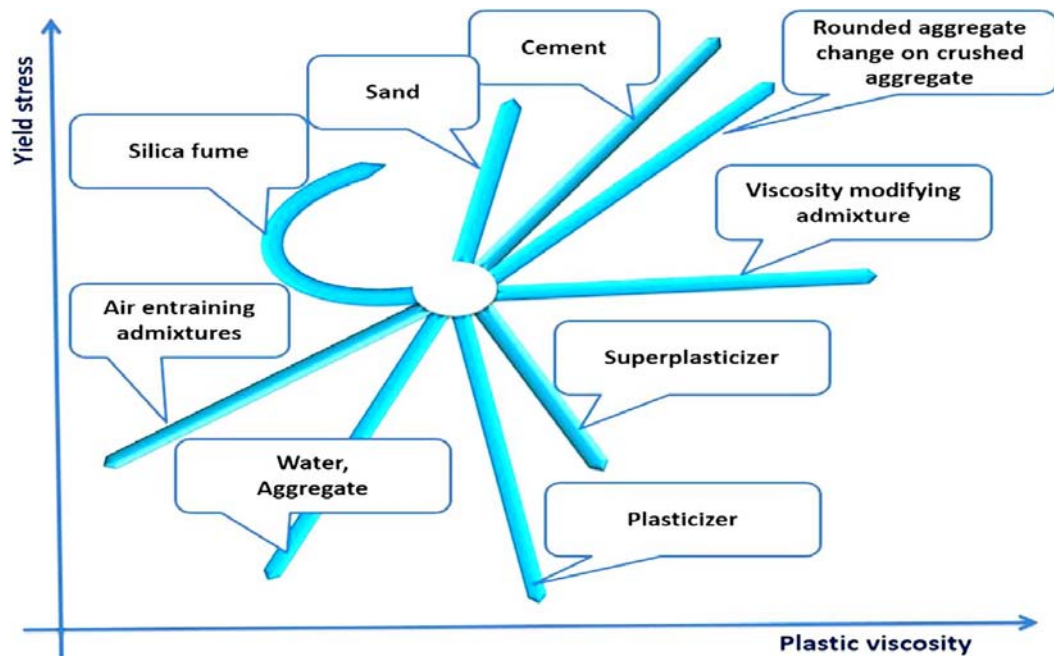 Yield stress
Cement
Rounded aggregate
change on crushed
aggregate
Sand
Silica fume
Viscosity modifying
admixture
Air entraining
admixtures
Superplasticizer
Water,
Aggregate
Plasticizer
Plastic viscosity